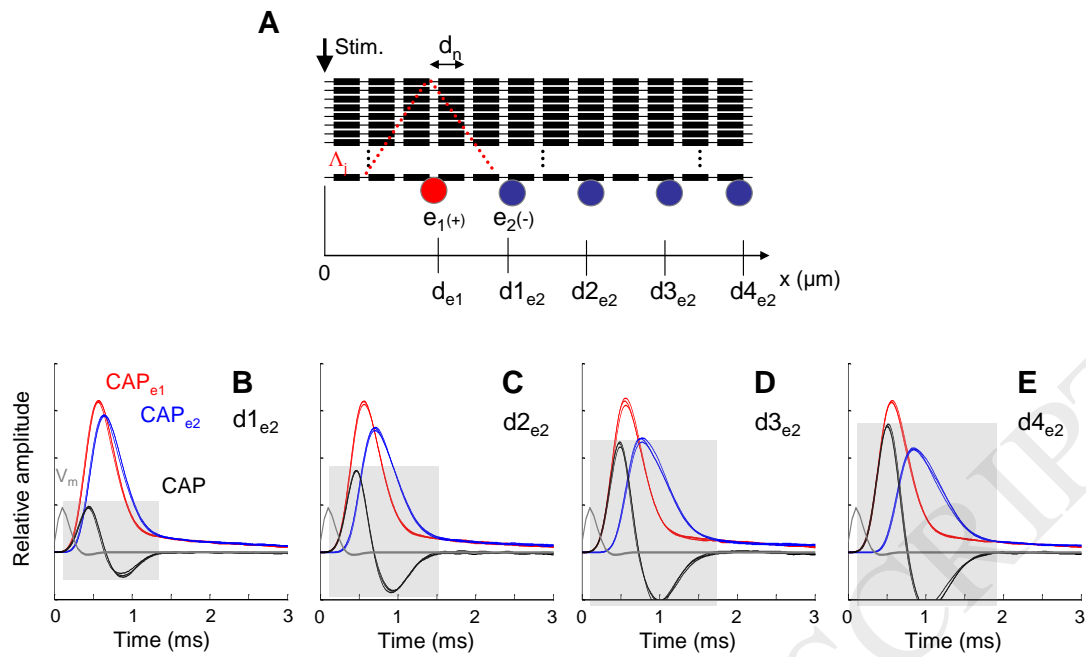 A
Stim.
dn
Λi
e1(+) e2(-)
0
de1 d1e2 d2e2 d3e2 d4e2 x (µm)
Relative amplitude
CAPe1
CAPe2
Vm
CAP
B
d1e2
C
d2e2
D
d3e2
E
d4e2
0 1 2 3
0 1 2 3
0 1 2 3
0 1 2 3
Time (ms)
Time (ms)
Time (ms)
Time (ms)
SCRIPT